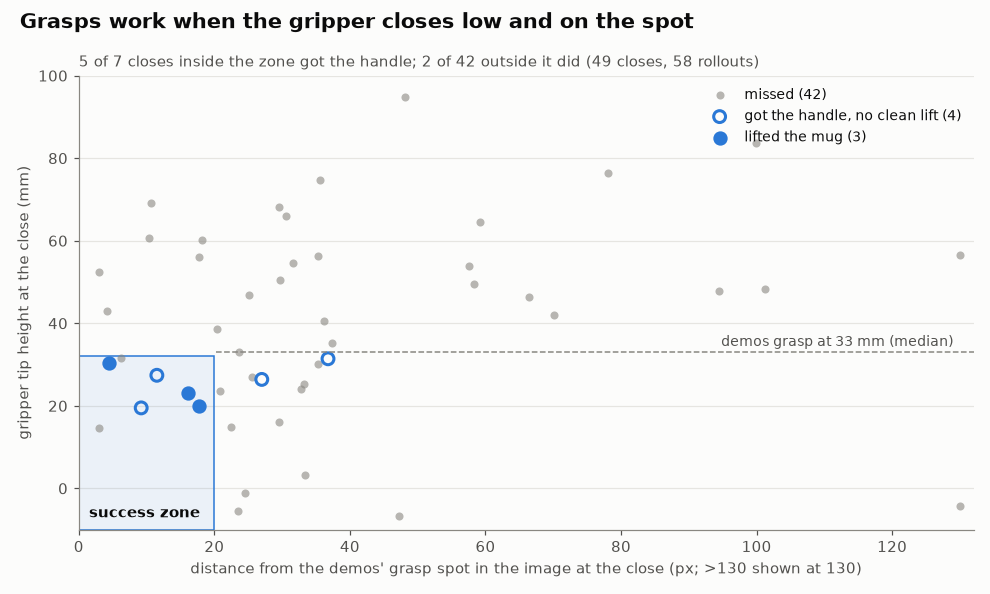 Grasps work when the gripper closes low and on the spot
5 of 7 closes inside the zone got the handle; 2 of 42 outside it did (49 closes, 58 rollouts)
missed (42)
got the handle, no clean lift (4)
lifted the mug (3)
gripper tip height at the close (mm)
100
80
60
40
20
0
demos grasp at 33 mm (median)
success zone
0 20 40 60 80 100 120
distance from the demos' grasp spot in the image at the close (px; >130 shown at 130)